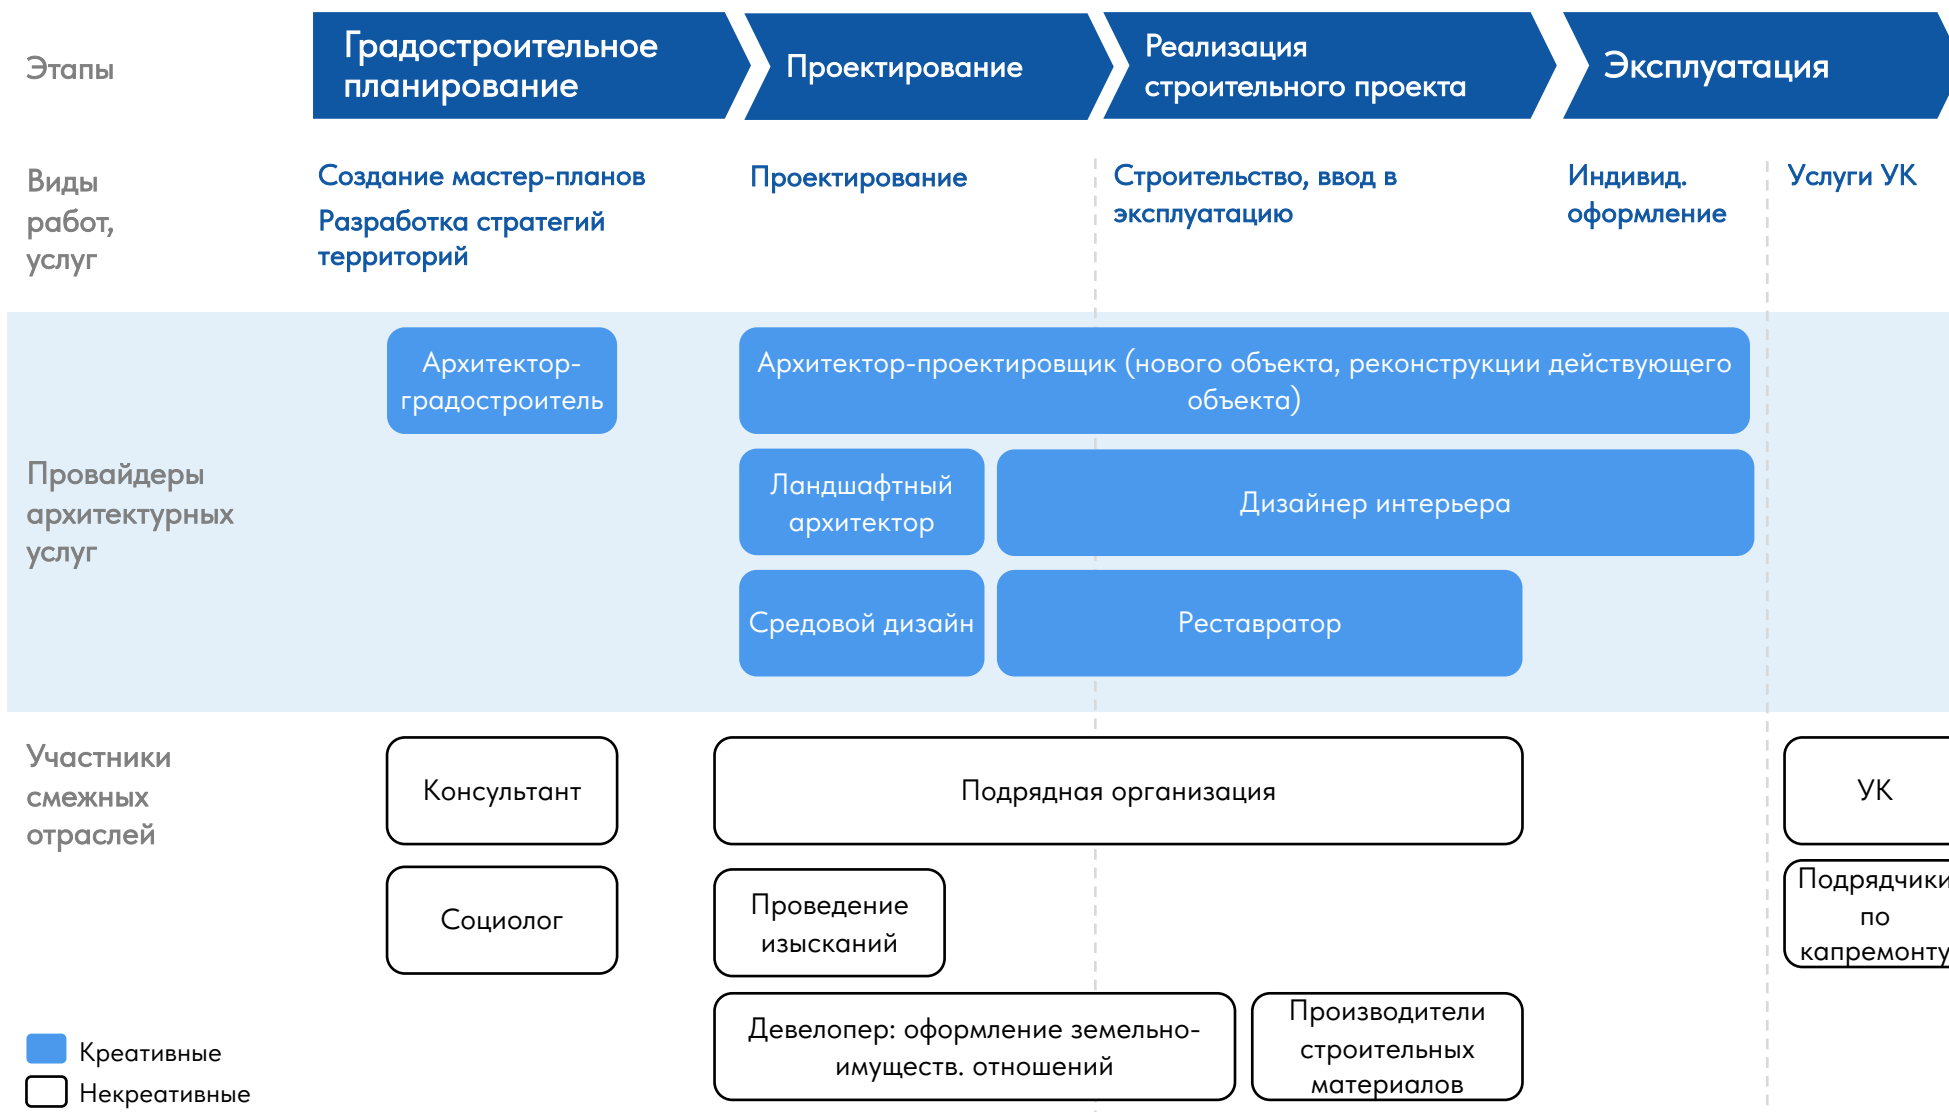 Этапы
Градостроительное
планирование
Проектирование
Реализация
строительного проекта
Эксплуатация
Виды
работ,
услуг
Создание мастер-планов
Разработка стратегий
территорий
Проектирование
Строительство, ввод в
эксплуатацию
Индивид.
оформление
Услуги УК
Провайдеры
архитектурных
услуг
Архитектор-
градостроитель
Архитектор-проектировщик (нового объекта, реконструкции действующего
объекта)
Ландшафтный
архитектор
Дизайнер интерьера
Средовой дизайн
Реставратор
Участники
смежных
отраслей
Консультант
Подрядная организация
УК
Социолог
Проведение
изысканий
Подрядчики
по
капремонту
Девелопер: оформление земельно-
имуществ. отношений
Производители
строительных
материалов
Креативные
Некреативные